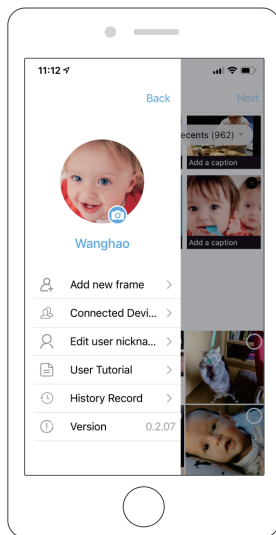 11:12
Back
Next
ecents (962)
Add a caption
Add a caption
Wanghao
Add new frame
Connected Devi...
Edit user nickna...
User Tutorial
History Record
Version 0.2.07